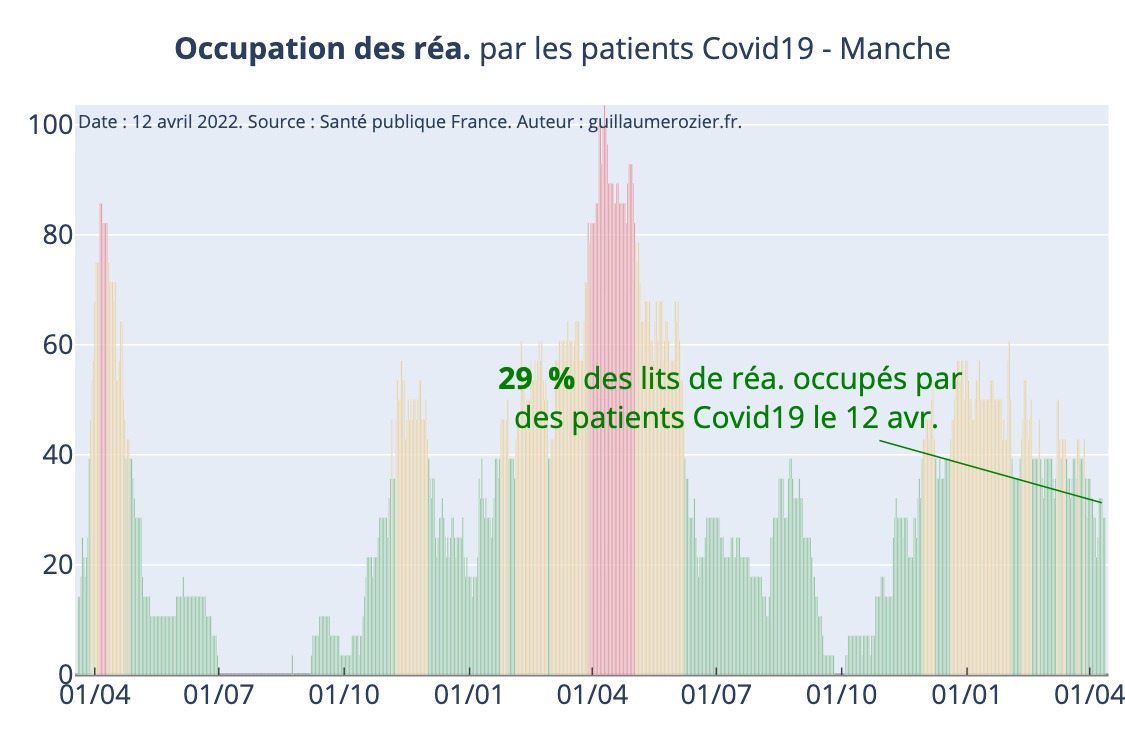 Occupation des réa. par les patients Covid19 - Manche
Date : 12 avril 2022. Source : Santé publique France. Auteur : guillaumerozier.fr.
100
80
60
40
20
0
29 % des lits de réa. occupés par
des patients Covid19 le 12 avr.
01/04 01/07 01/10 01/01 01/04 01/07 01/10 01/01 01/04